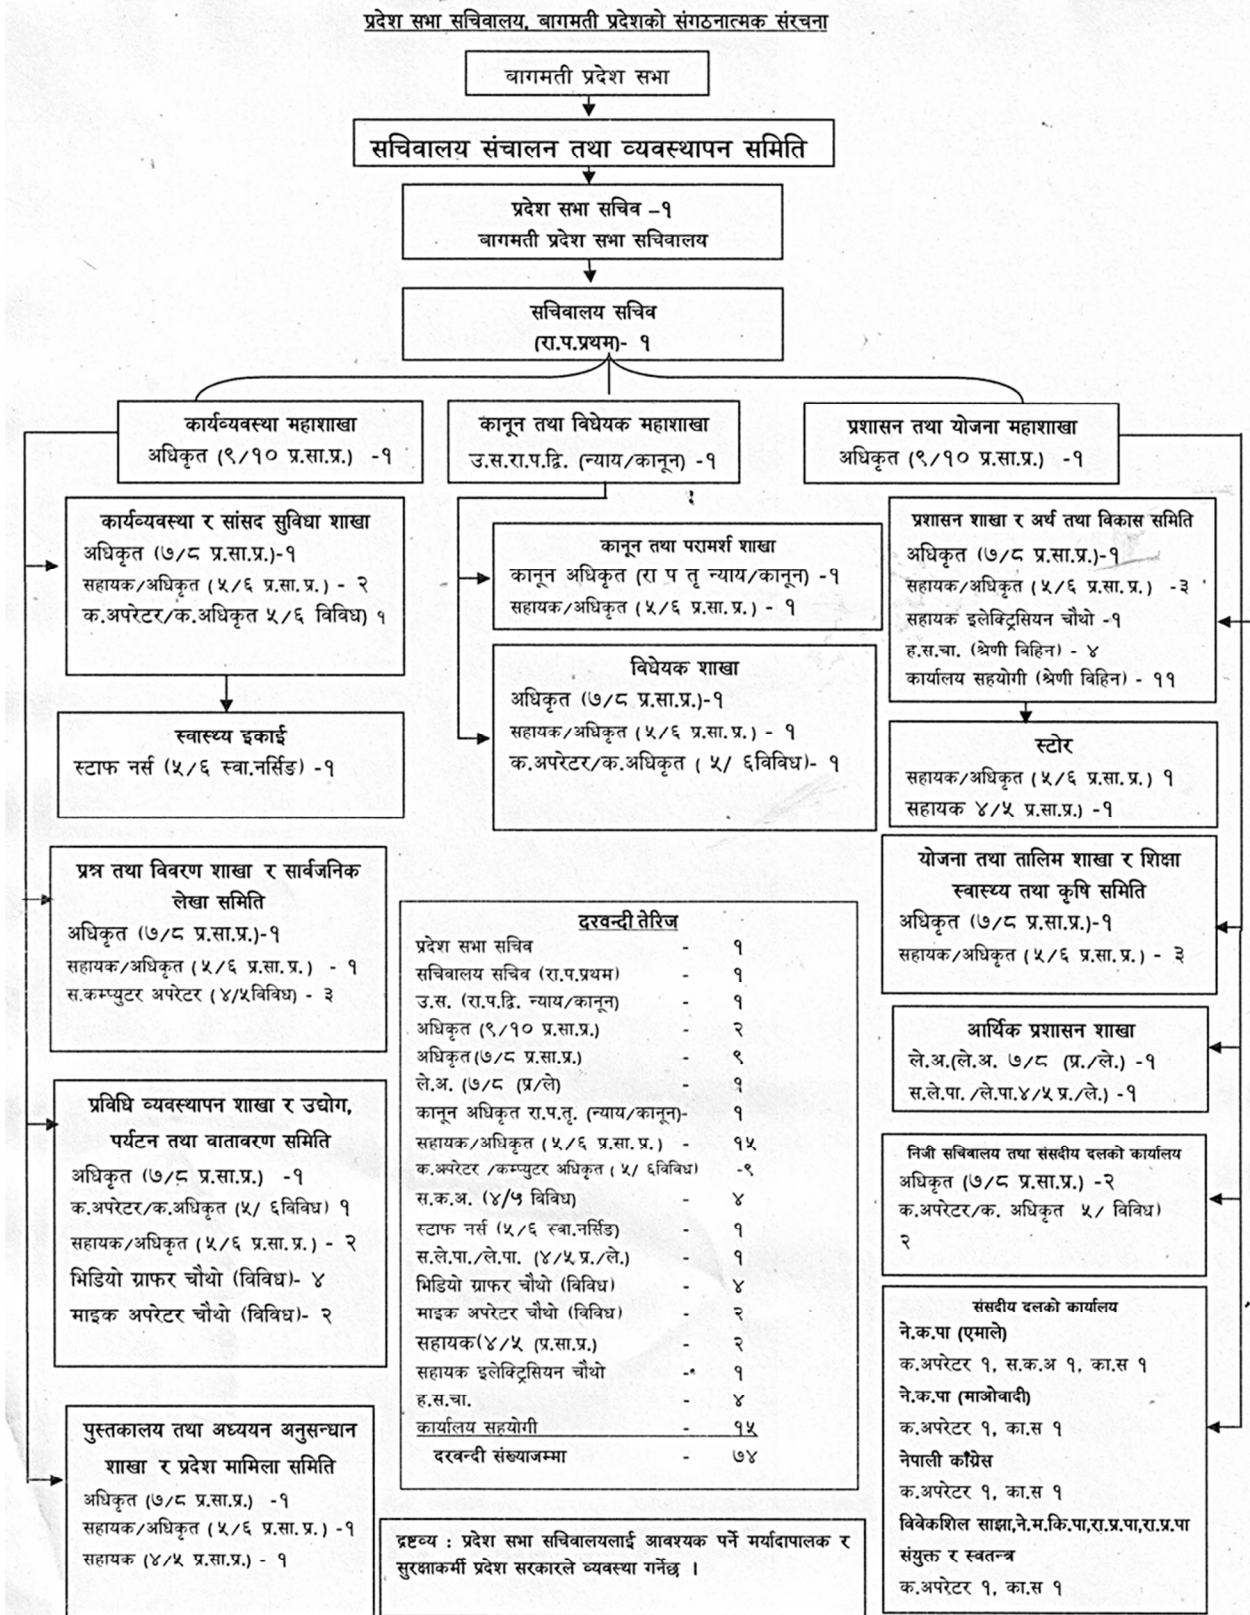 प्रदेश सभा सचिवालय, बागमती प्रदेशको संगठनात्मक संरचना
बागमती प्रदेश सभा
सचिवालय संचालन तथा व्यवस्थापन समिति
प्रदेश सभा सचिव –१
बागमती प्रदेश सभा सचिवालय
सचिवालय सचिव
(रा.प.प्रथम)- १
कार्यव्यवस्था महाशाखा
अधिकृत (९/१० प्र.सा.प्र.) -१
कानून तथा विधेयक महाशाखा
उ.स.रा.प.द्वि. (न्याय/कानून) -१
प्रशासन तथा योजना महाशाखा
अधिकृत (९/१० प्र.सा.प्र.) -१
कार्यव्यवस्था र सांसद सुविधा शाखा
अधिकृत (७/८ प्र.सा.प्र.)-१
सहायक/अधिकृत (५/६ प्र.सा.प्र.) - २
क.अपरेटर/क.अधिकृत ५/६ विविध) १
स्वास्थ्य इकाई
स्टाफ नर्स (५/६ स्वा.नर्सिङ) -१
प्रश्न तथा विवरण शाखा र सार्वजनिक
लेखा समिति
अधिकृत (७/८ प्र.सा.प्र.)-१
सहायक/अधिकृत (५/६ प्र.सा.प्र.) - १
स.कम्प्युटर अपरेटर (४/५विविध) - ३
प्रविधि व्यवस्थापन शाखा र उद्योग,
पर्यटन तथा वातावरण समिति
अधिकृत (७/८ प्र.सा.प्र.) -१
क.अपरेटर/क.अधिकृत (५/ ६विविध) १
सहायक/अधिकृत (५/६ प्र.सा.प्र.) - २
भिडियो ग्राफर चौथो (विविध)- ४
माइक अपरेटर चौथो (विविध)- २
पुस्तकालय तथा अध्ययन अनुसन्धान
शाखा र प्रदेश मामिला समिति
अधिकृत (७/८ प्र.सा.प्र.) -१
सहायक/अधिकृत (५/६ प्र.सा.प्र.) -१
सहायक (४/५ प्र.सा.प्र.) - १
कानून तथा परामर्श शाखा
कानून अधिकृत (रा प तृ न्याय/कानून) -१
सहायक/अधिकृत (५/६ प्र.सा.प्र.) - १
विधेयक शाखा
अधिकृत (७/८ प्र.सा.प्र.)-१
सहायक/अधिकृत (५/६ प्र.सा.प्र.) - १
क.अपरेटर/क.अधिकृत ( ५/ ६विविध)- १
दरवन्दी तेरिज
प्रदेश सभा सचिव - १
सचिवालय सचिव (रा.प.प्रथम) - १
उ.स. (रा.प.द्वि. न्याय/कानून) - १
अधिकृत (९/१० प्र.सा.प्र.) - २
अधिकृत(७/८ प्र.सा.प्र.) - ९
ले.अ. (७/८ (प्र/ले) - १
कानून अधिकृत रा.प.तृ. (न्याय/कानून)- १
सहायक/अधिकृत (५/६ प्र.सा.प्र.) - १५
क.अपरेटर /कम्प्युटर अधिकृत ( ५/ ६विविध) -९
स.क.अ. (४/५ विविध) - ४
स्टाफ नर्स (५/६ स्वा.नर्सिङ) - १
स.ले.पा./ले.पा. (४/५ प्र./ले.) - १
भिडियो ग्राफर चौथो (विविध) - ४
माइक अपरेटर चौथो (विविध) - २
सहायक(४/५ (प्र.सा.प्र.) - २
सहायक इलेक्ट्रिसियन चौथो - १
ह.स.चा. - ४
कार्यालय सहयोगी - १५
दरवन्दी संख्याजम्मा - ७४
द्रष्टव्य : प्रदेश सभा सचिवालयलाई आवश्यक पर्ने मर्यादापालक र
सुरक्षाकर्मी प्रदेश सरकारले व्यवस्था गर्नेछ ।
प्रशासन शाखा र अर्थ तथा विकास समिति
अधिकृत (७/८ प्र.सा.प्र.)-१
सहायक/अधिकृत (५/६ प्र.सा.प्र.) -३
सहायक इलेक्ट्रिसियन चौथो -१
ह.स.चा. (श्रेणी विहिन) - ४
कार्यालय सहयोगी (श्रेणी विहिन) - ११
स्टोर
सहायक/अधिकृत (५/६ प्र.सा.प्र.) १
सहायक ४/५ प्र.सा.प्र.) -१
योजना तथा तालिम शाखा र शिक्षा
स्वास्थ्य तथा कृषि समिति
अधिकृत (७/८ प्र.सा.प्र.)-१
सहायक/अधिकृत (५/६ प्र.सा.प्र.) - ३
आर्थिक प्रशासन शाखा
ले.अ.(ले.अ. ७/८ (प्र./ले.) -१
स.ले.पा. /ले.पा.४/५ प्र./ले.) -१
निजी सचिवालय तथा संसदीय दलको कार्यालय
अधिकृत (७/८ प्र.सा.प्र.) -२
क.अपरेटर/क. अधिकृत ५/ विविध)
२
संसदीय दलको कार्यालय
ने.क.पा (एमाले)
क.अपरेटर १, स.क.अ १, का.स १
ने.क.पा (माओवादी)
क.अपरेटर १, का.स १
नेपाली काँग्रेस
क.अपरेटर १, का.स १
विवेकशिल साझा,ने.म.कि.पा,रा.प्र.पा,रा.प्र.पा
संयुक्त र स्वतन्त्र
क.अपरेटर १, का.स १